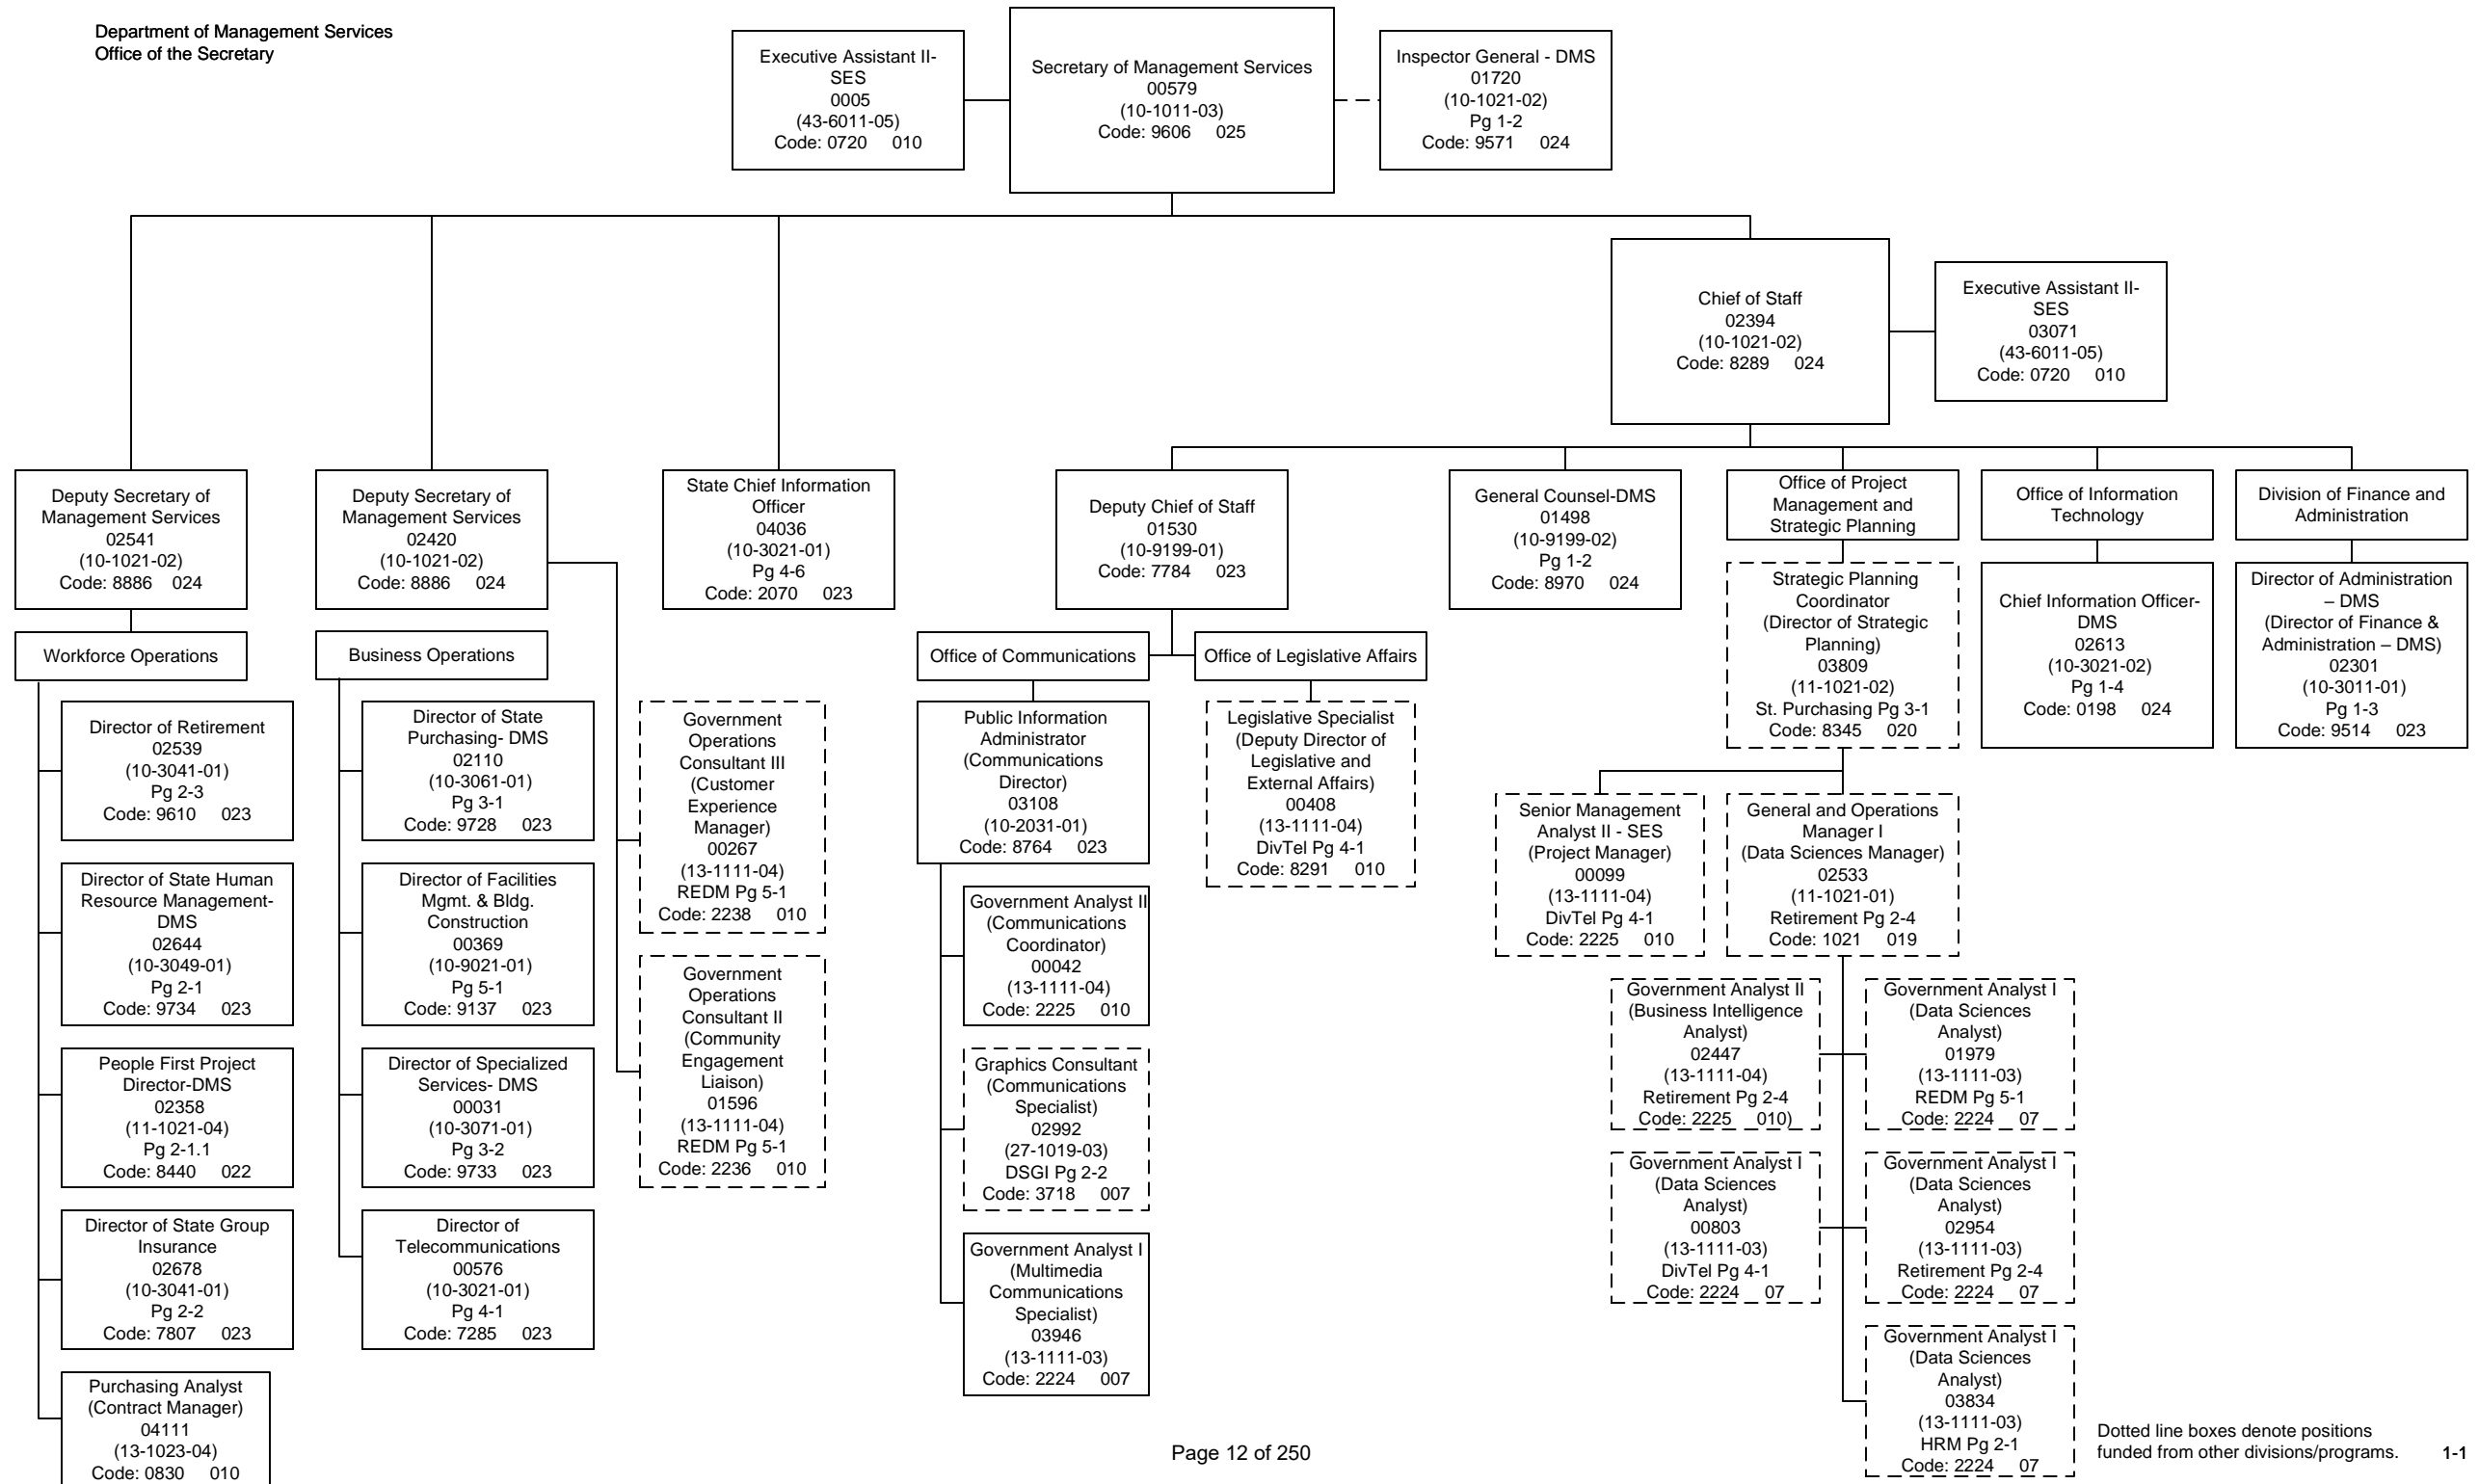 Department of Management Services
Office of the Secretary
Executive Assistant II-
SES
0005
(43-6011-05)
Code: 0720 010
Secretary of Management Services
00579
(10-1011-03)
Code: 9606 025
Inspector General - DMS
01720
(10-1021-02)
Pg 1-2
Code: 9571 024
Chief of Staff
02394
(10-1021-02)
Code: 8289 024
Executive Assistant II-
SES
03071
(43-6011-05)
Code: 0720 010
Deputy Secretary of
Management Services
02541
(10-1021-02)
Code: 8886 024
Deputy Secretary of
Management Services
02420
(10-1021-02)
Code: 8886 024
State Chief Information
Officer
04036
(10-3021-01)
Pg 4-6
Code: 2070 023
Deputy Chief of Staff
01530
(10-9199-01)
Code: 7784 023
General Counsel-DMS
01498
(10-9199-02)
Pg 1-2
Code: 8970 024
Office of Project
Management and
Strategic Planning
Office of Information
Technology
Division of Finance and
Administration
Strategic Planning
Coordinator
(Director of Strategic
Planning)
03809
(11-1021-02)
St. Purchasing Pg 3-1
Code: 8345 020
Chief Information Officer-
DMS
02613
(10-3021-02)
Pg 1-4
Code: 0198 024
Director of Administration
– DMS
(Director of Finance &
Administration – DMS)
02301
(10-3011-01)
Pg 1-3
Code: 9514 023
Workforce Operations
Business Operations
Office of Communications
Office of Legislative Affairs
Director of Retirement
02539
(10-3041-01)
Pg 2-3
Code: 9610 023
Director of State Human
Resource Management-
DMS
02644
(10-3049-01)
Pg 2-1
Code: 9734 023
People First Project
Director-DMS
02358
(11-1021-04)
Pg 2-1.1
Code: 8440 022
Director of State Group
Insurance
02678
(10-3041-01)
Pg 2-2
Code: 7807 023
Purchasing Analyst
(Contract Manager)
04111
(13-1023-04)
Code: 0830 010
Director of State
Purchasing- DMS
02110
(10-3061-01)
Pg 3-1
Code: 9728 023
Director of Facilities
Mgmt. & Bldg.
Construction
00369
(10-9021-01)
Pg 5-1
Code: 9137 023
Director of Specialized
Services- DMS
00031
(10-3071-01)
Pg 3-2
Code: 9733 023
Director of
Telecommunications
00576
(10-3021-01)
Pg 4-1
Code: 7285 023
Government
Operations
Consultant III
(Customer
Experience
Manager)
00267
(13-1111-04)
REDM Pg 5-1
Code: 2238 010
Government
Operations
Consultant II
(Community
Engagement
Liaison)
01596
(13-1111-04)
REDM Pg 5-1
Code: 2236 010
Public Information
Administrator
(Communications
Director)
03108
(10-2031-01)
Code: 8764 023
Government Analyst II
(Communications
Coordinator)
00042
(13-1111-04)
Code: 2225 010
Graphics Consultant
(Communications
Specialist)
02992
(27-1019-03)
DSGI Pg 2-2
Code: 3718 007
Government Analyst I
(Multimedia
Communications
Specialist)
03946
(13-1111-03)
Code: 2224 007
Legislative Specialist
(Deputy Director of
Legislative and
External Affairs)
00408
(13-1111-04)
DivTel Pg 4-1
Code: 8291 010
Senior Management
Analyst II - SES
(Project Manager)
00099
(13-1111-04)
DivTel Pg 4-1
Code: 2225 010
General and Operations
Manager I
(Data Sciences Manager)
02533
(11-1021-01)
Retirement Pg 2-4
Code: 1021 019
Government Analyst II
(Business Intelligence
Analyst)
02447
(13-1111-04)
Retirement Pg 2-4
Code: 2225 010)
Government Analyst I
(Data Sciences
Analyst)
01979
(13-1111-03)
REDM Pg 5-1
Code: 2224 07
Government Analyst I
(Data Sciences
Analyst)
00803
(13-1111-03)
DivTel Pg 4-1
Code: 2224 07
Government Analyst I
(Data Sciences
Analyst)
02954
(13-1111-03)
Retirement Pg 2-4
Code: 2224 07
Government Analyst I
(Data Sciences
Analyst)
03834
(13-1111-03)
HRM Pg 2-1
Code: 2224 07
Dotted line boxes denote positions
funded from other divisions/programs.
1-1
Page 12 of 250